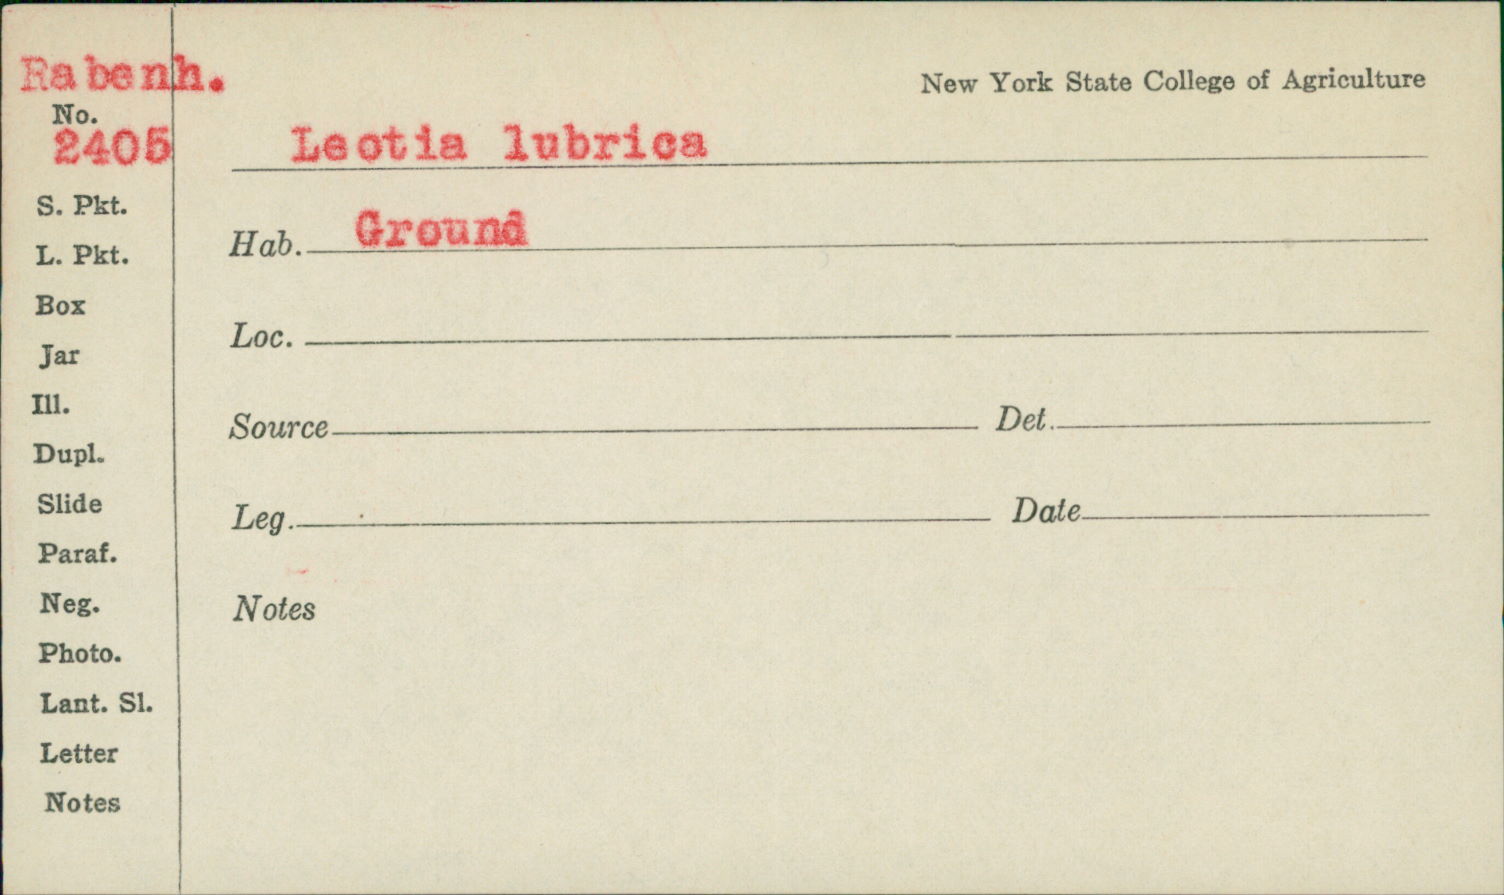 Rabenh.
New York State College of Agriculture
No.
2405
Leotia lubrica
S. Pkt.
Hab. Ground
L. Pkt.
Box
Loc.
Jar
Ill.
Source Det.
Dupl.
Slide
Leg. Date
Paraf.
Neg.
Notes
Photo.
Lant. Sl.
Letter
Notes